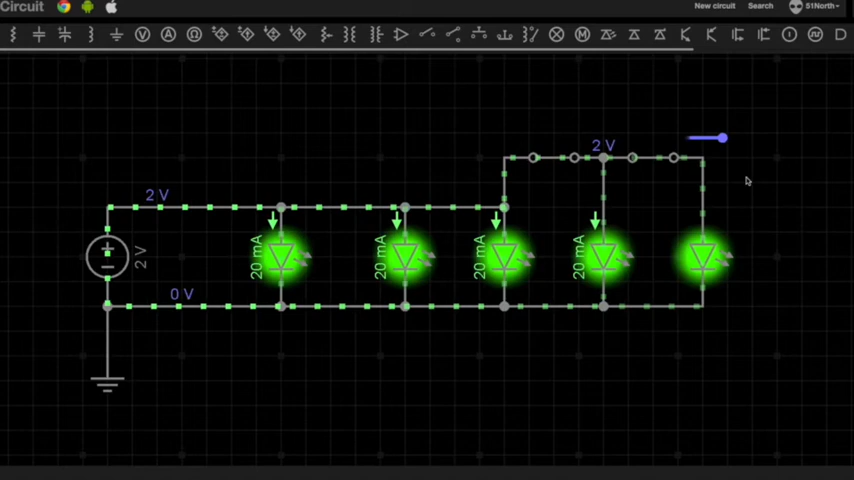 Circuit New circuit Search 51North
2 V
2 V
2 V
20 mA 20 mA 20 mA 20 mA
0 V